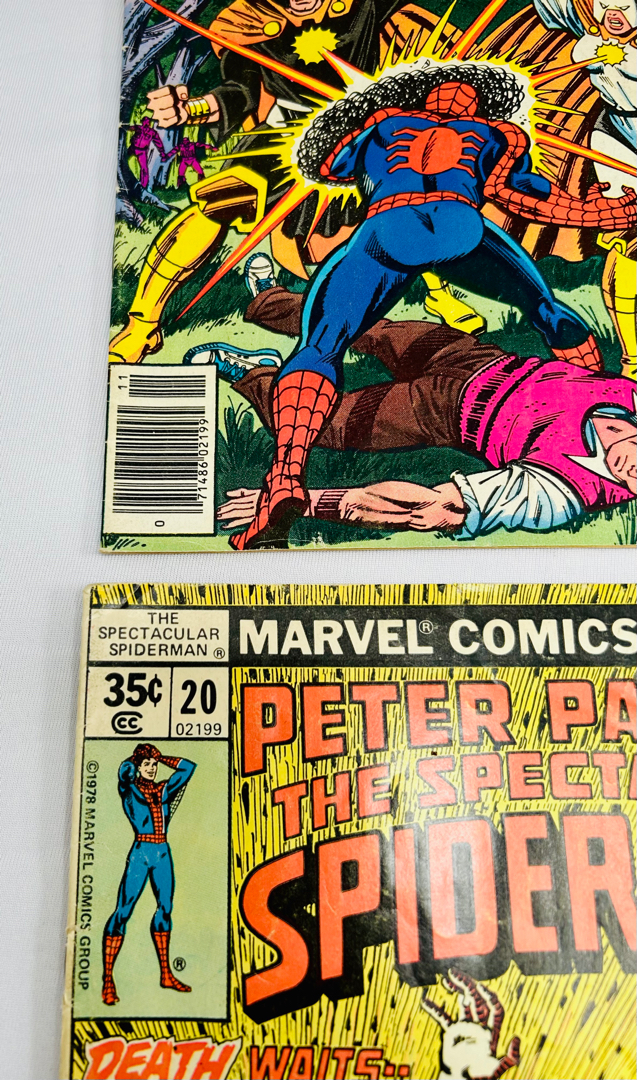 11
71486 02199
0
THE
SPECTACULAR
SPIDERMAN ®
MARVEL® COMICS
35¢
20
CC
02199
©1978 MARVEL COMICS GROUP
®
PETER PA
THE SPECT
SPIDER
DEATH WAITS..